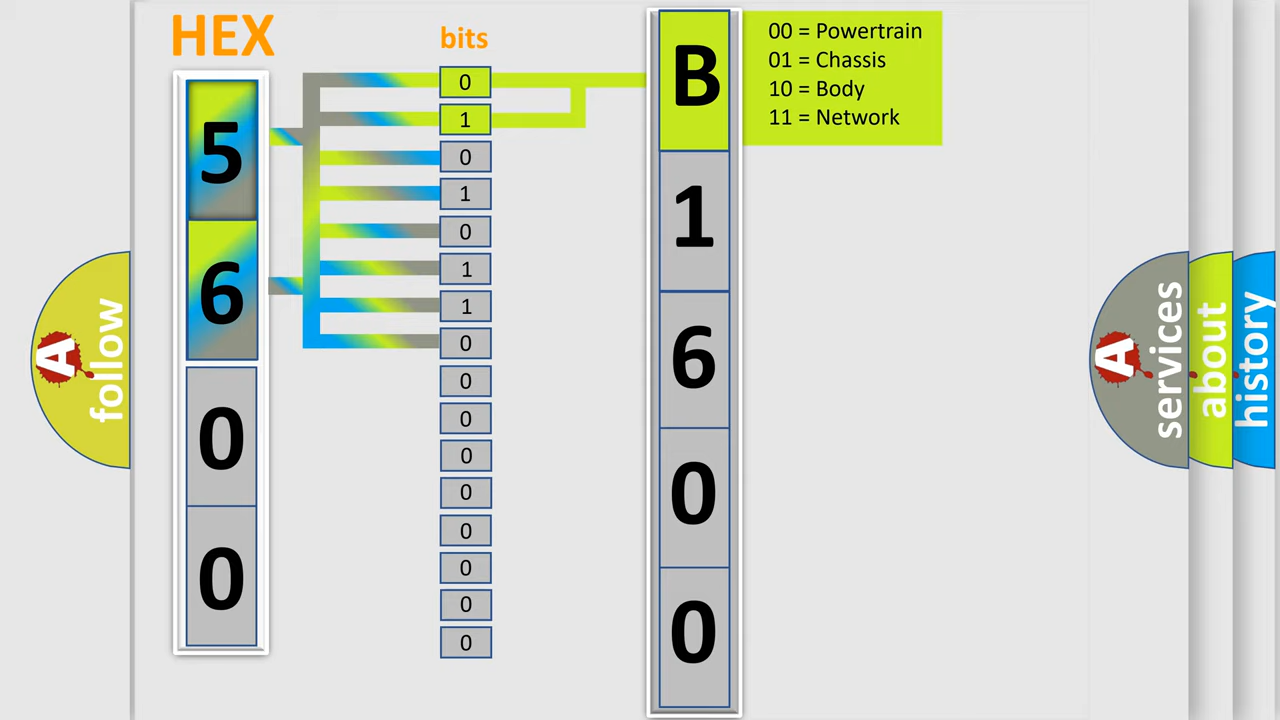 HEX
bits
5
6
0
0
0
1
0
1
0
1
1
0
0
0
0
0
0
0
0
0
B
1
6
0
0
00 = Powertrain
01 = Chassis
10 = Body
11 = Network
A
follow
A
services
about
history